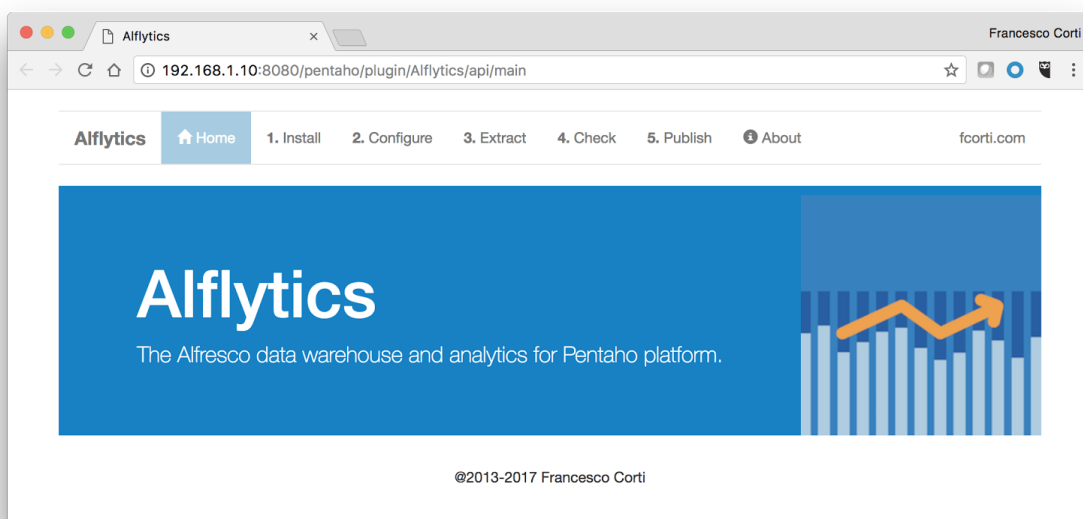 Alflytics
Francesco Corti
192.168.1.10:8080/pentaho/plugin/Alflytics/api/main
Alflytics Home 1. Install 2. Configure 3. Extract 4. Check 5. Publish About fcorti.com
Alflytics
The Alfresco data warehouse and analytics for Pentaho platform.
@2013-2017 Francesco Corti